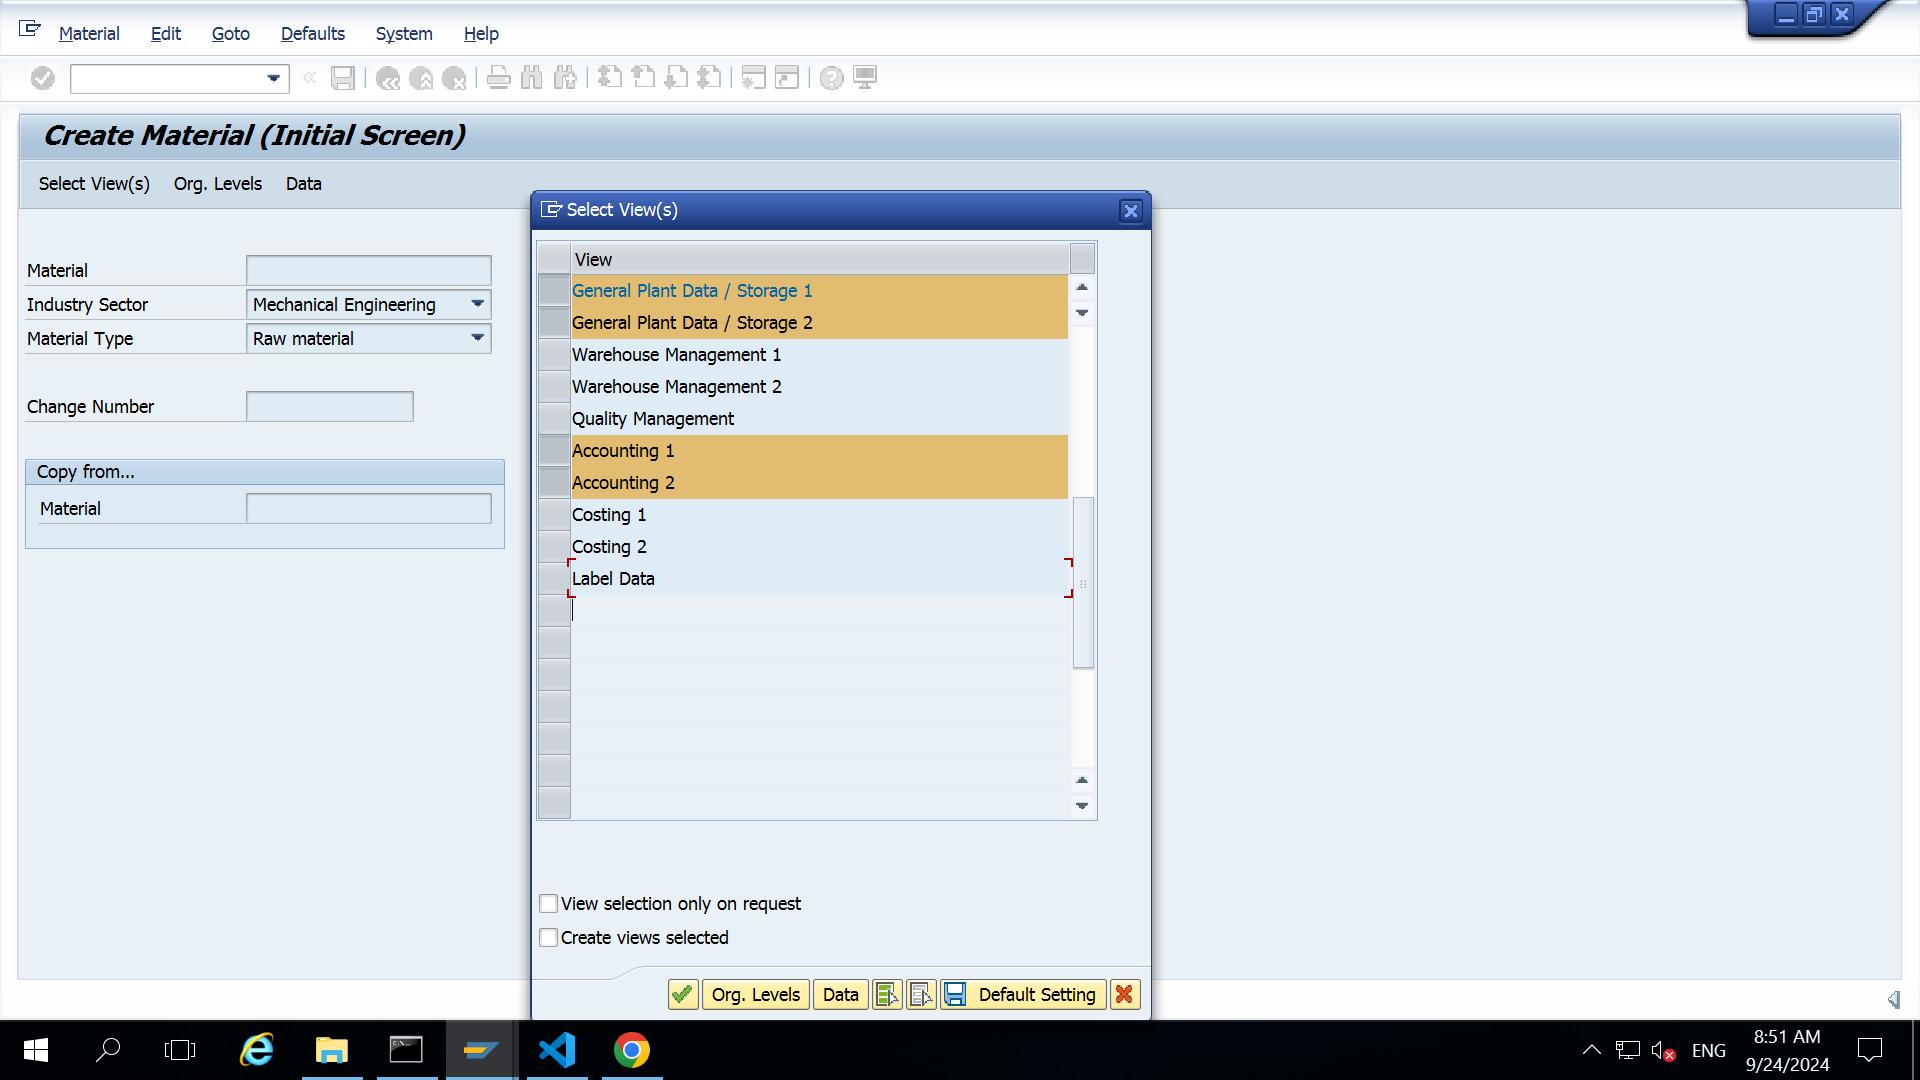 Material Edit Goto Defaults System Help
Create Material (Initial Screen)
Select View(s) Org. Levels Data
Select View(s)
View
General Plant Data / Storage 1
General Plant Data / Storage 2
Warehouse Management 1
Warehouse Management 2
Quality Management
Accounting 1
Accounting 2
Costing 1
Costing 2
Label Data
Material
Industry Sector Mechanical Engineering
Material Type Raw material
Change Number
Copy from...
Material
View selection only on request
Create views selected
Org. Levels Data Default Setting
ENG
8:51 AM
9/24/2024